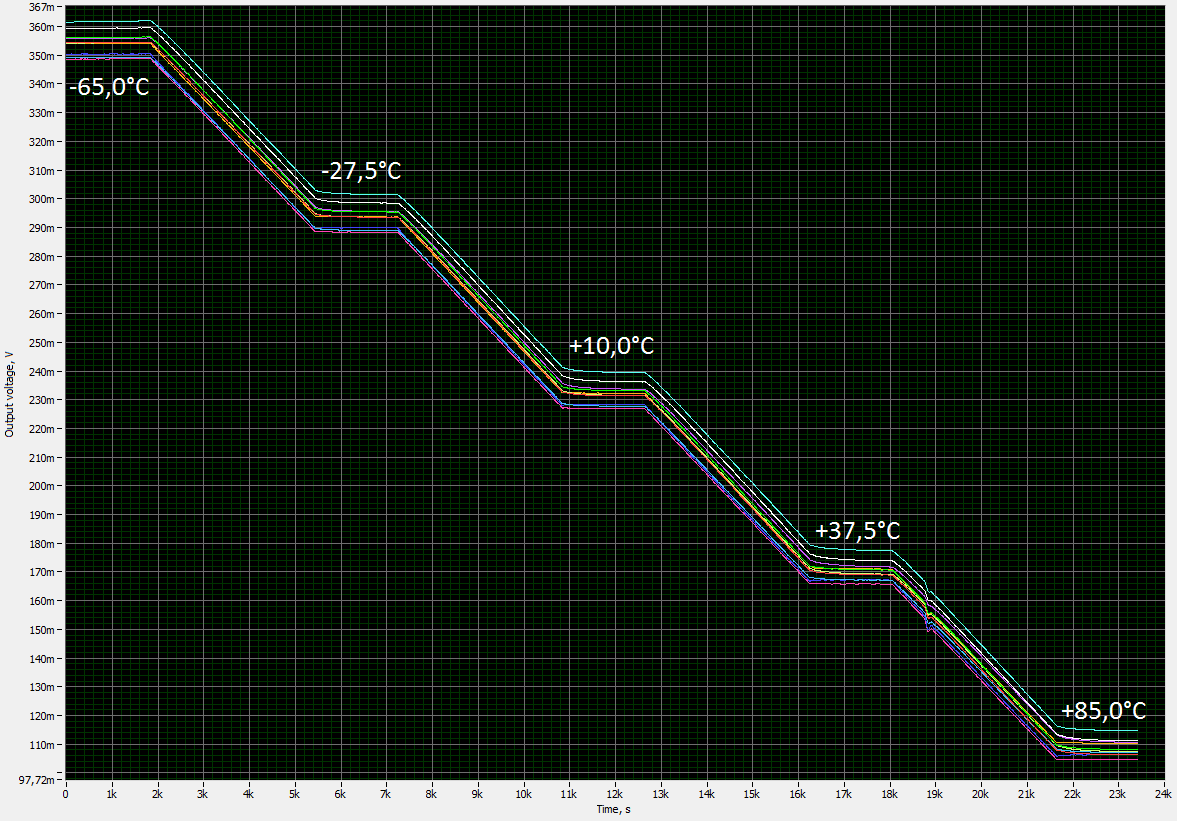 367m
360m
350m
340m
330m
320m
310m
300m
290m
280m
270m
260m
250m
240m
230m
220m
210m
200m
190m
180m
170m
160m
150m
140m
130m
120m
110m
97,72m
Output voltage, V
-65,0°C
-27,5°C
+10,0°C
+37,5°C
+85,0°C
0 1k 2k 3k 4k 5k 6k 7k 8k 9k 10k 11k 12k 13k 14k 15k 16k 17k 18k 19k 20k 21k 22k 23k 24k
Time, s